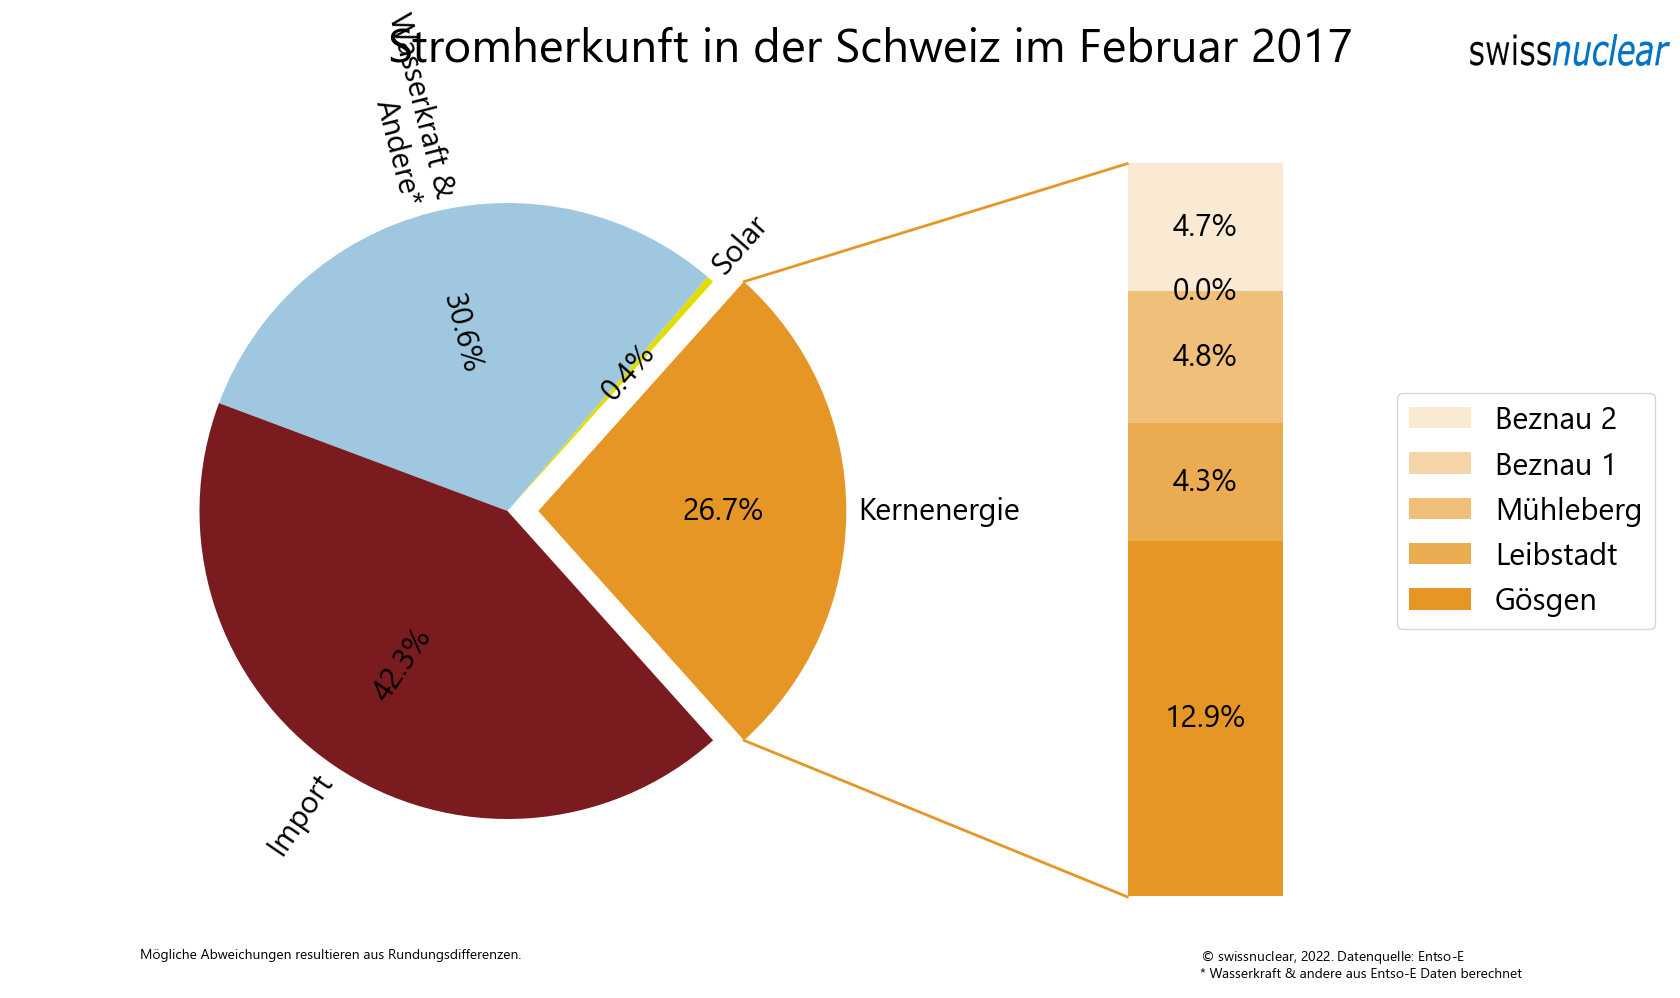 Stromherkunft in der Schweiz im Februar 2017
swissnuclear
Wasserkraft &
Andere*
30.6%
Solar
0.4%
Kernenergie
26.7%
Import
42.3%
4.7%
0.0%
4.8%
4.3%
12.9%
Beznau 2
Beznau 1
Mühleberg
Leibstadt
Gösgen
Mögliche Abweichungen resultieren aus Rundungsdifferenzen.
© swissnuclear, 2022. Datenquelle: Entso-E
* Wasserkraft & andere aus Entso-E Daten berechnet